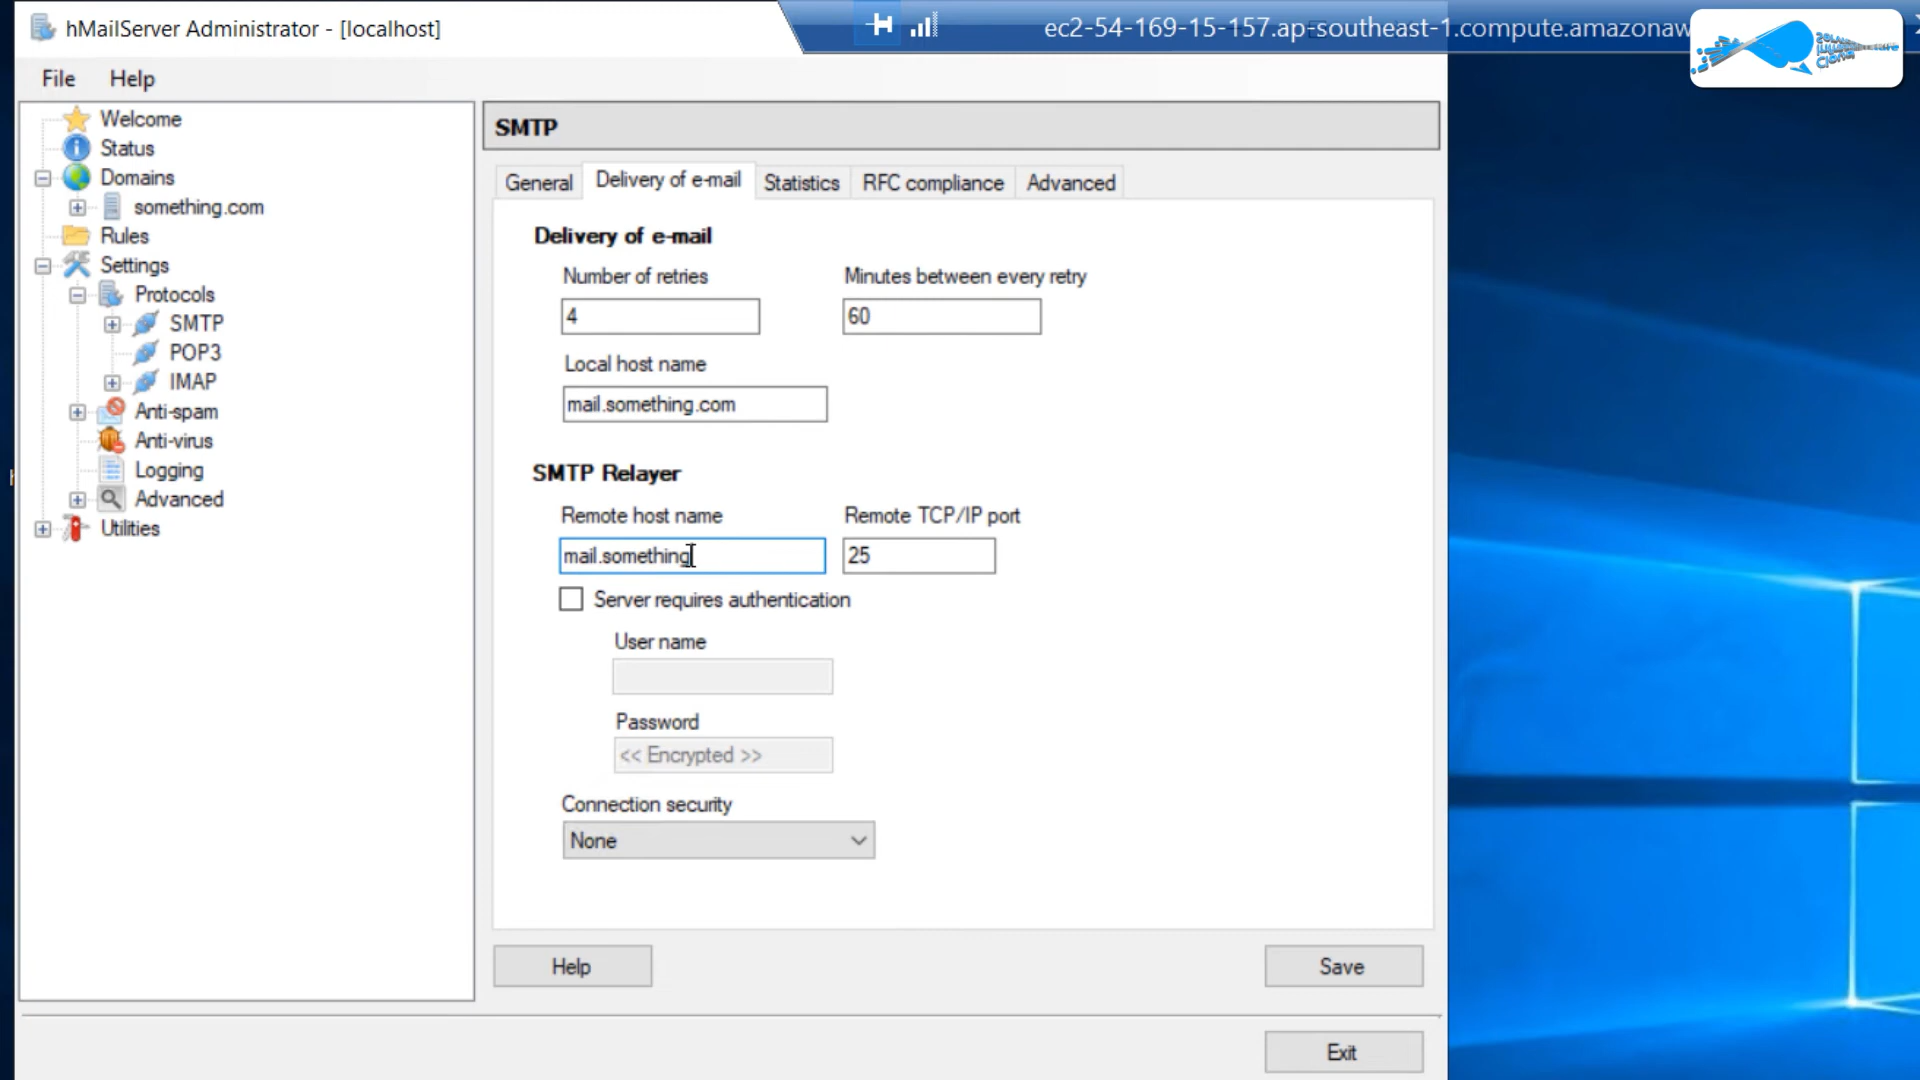 hMailServer Administrator - [localhost]
ec2-54-169-15-157.ap-southeast-1.compute.amazonaw
File Help
Welcome
Status
Domains
something.com
Rules
Settings
Protocols
SMTP
POP3
IMAP
Anti-spam
Anti-virus
Logging
Advanced
Utilities
SMTP
General Delivery of e-mail Statistics RFC compliance Advanced
Delivery of e-mail
Number of retries Minutes between every retry
4 60
Local host name
mail.something.com
SMTP Relayer
Remote host name Remote TCP/IP port
mail.something 25
Server requires authentication
User name
Password
<< Encrypted >>
Connection security
None
Help Save
Exit